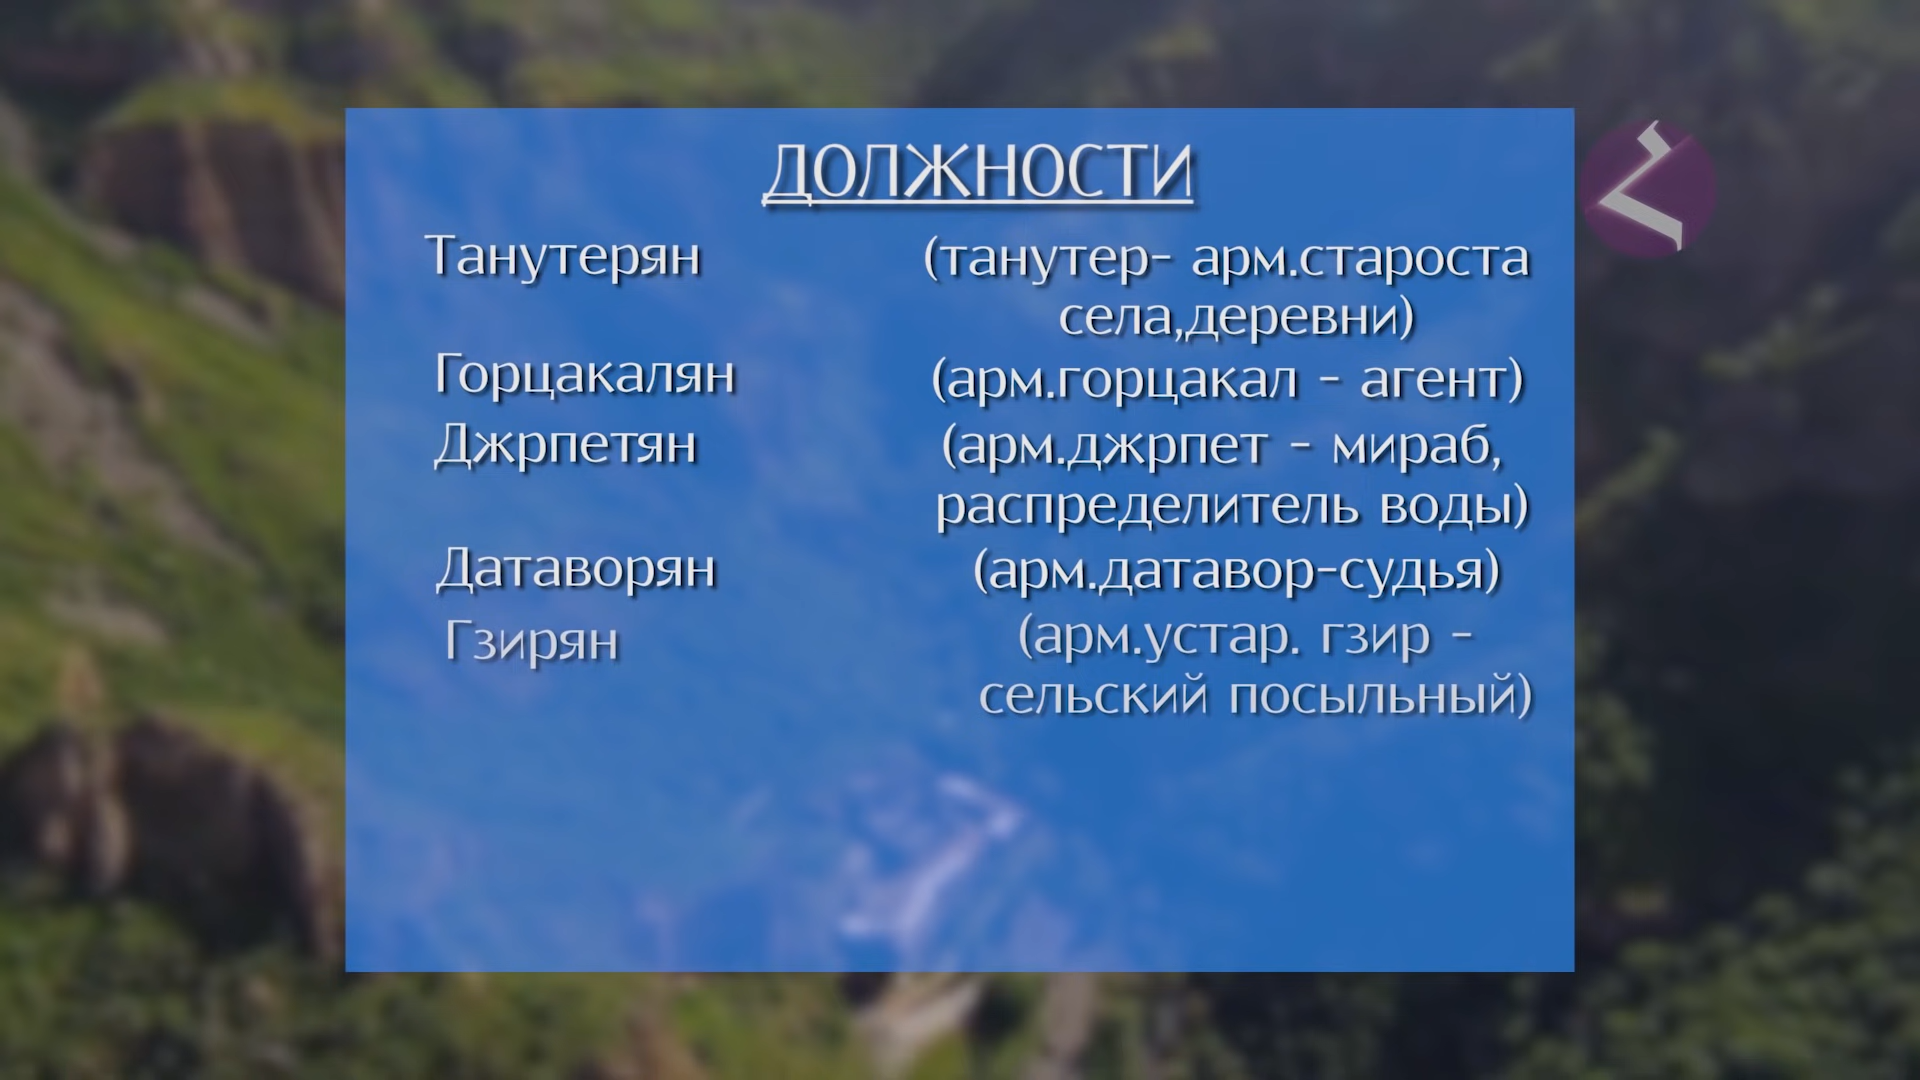 ДОЛЖНОСТИ
Танутерян (танутер- арм.староста
села,деревни)
Горцакалян (арм.горцакал - агент)
Джрпетян (арм.джрпет - мираб,
распределитель воды)
Датаворян (арм.датавор-судья)
Гзирян (арм.устар. гзир -
сельский посыльный)